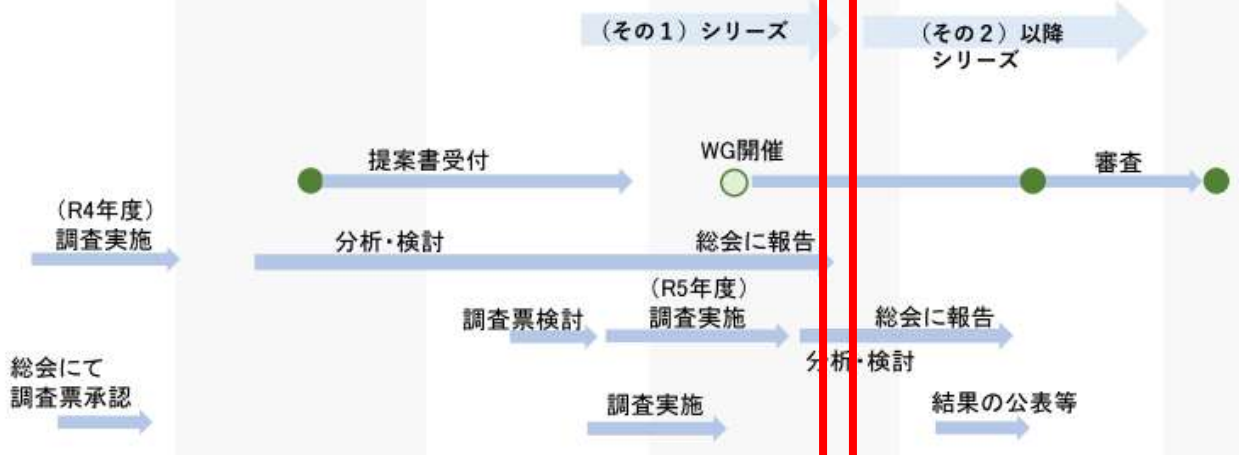 （その１）シリーズ
（その２）以降
シリーズ
提案書受付
WG開催
審査
（R4年度）
調査実施
分析・検討
総会に報告
（R5年度）
調査票検討
調査実施
総会に報告
分析・検討
総会にて
調査票承認
調査実施
結果の公表等